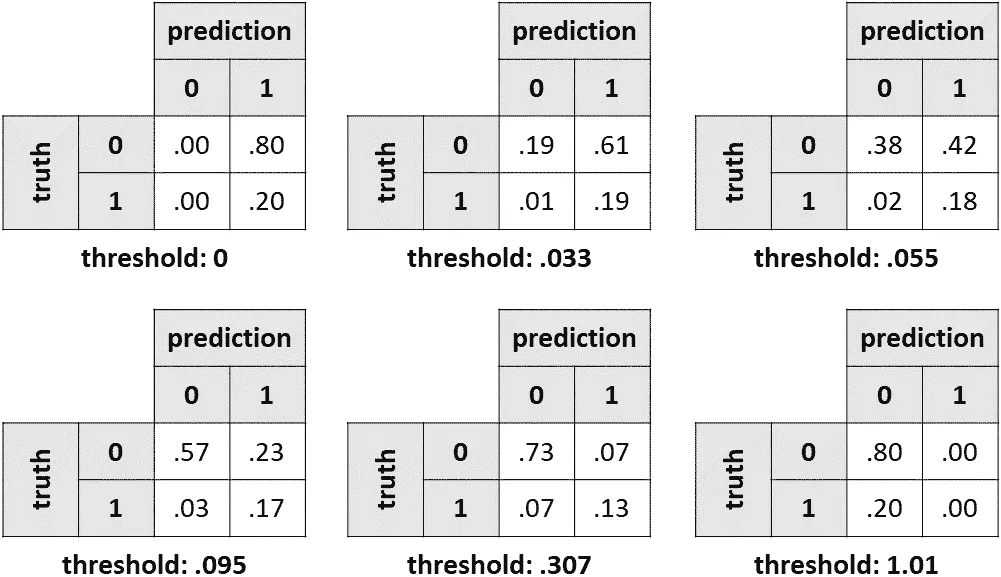 prediction prediction prediction
0 1 0 1 0 1
truth 0 .00 .80 truth 0 .19 .61 truth 0 .38 .42
1 .00 .20 1 .01 .19 1 .02 .18
threshold: 0 threshold: .033 threshold: .055
prediction prediction prediction
0 1 0 1 0 1
truth 0 .57 .23 truth 0 .73 .07 truth 0 .80 .00
1 .03 .17 1 .07 .13 1 .20 .00
threshold: .095 threshold: .307 threshold: 1.01